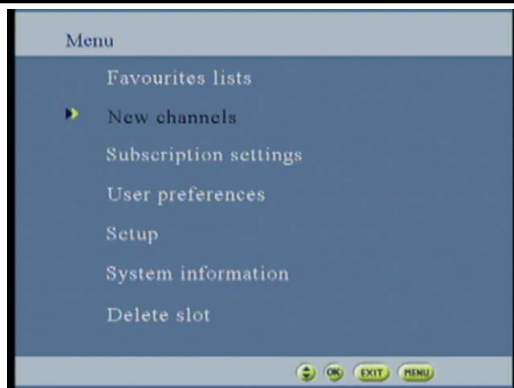 Menu
Favourites lists
New channels
Subscription settings
User preferences
Setup
System information
Delete slot
OK EXIT MENU